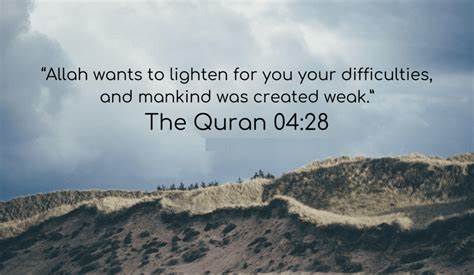 “Allah wants to lighten for you your difficulties,
and mankind was created weak.”
The Quran 04:28